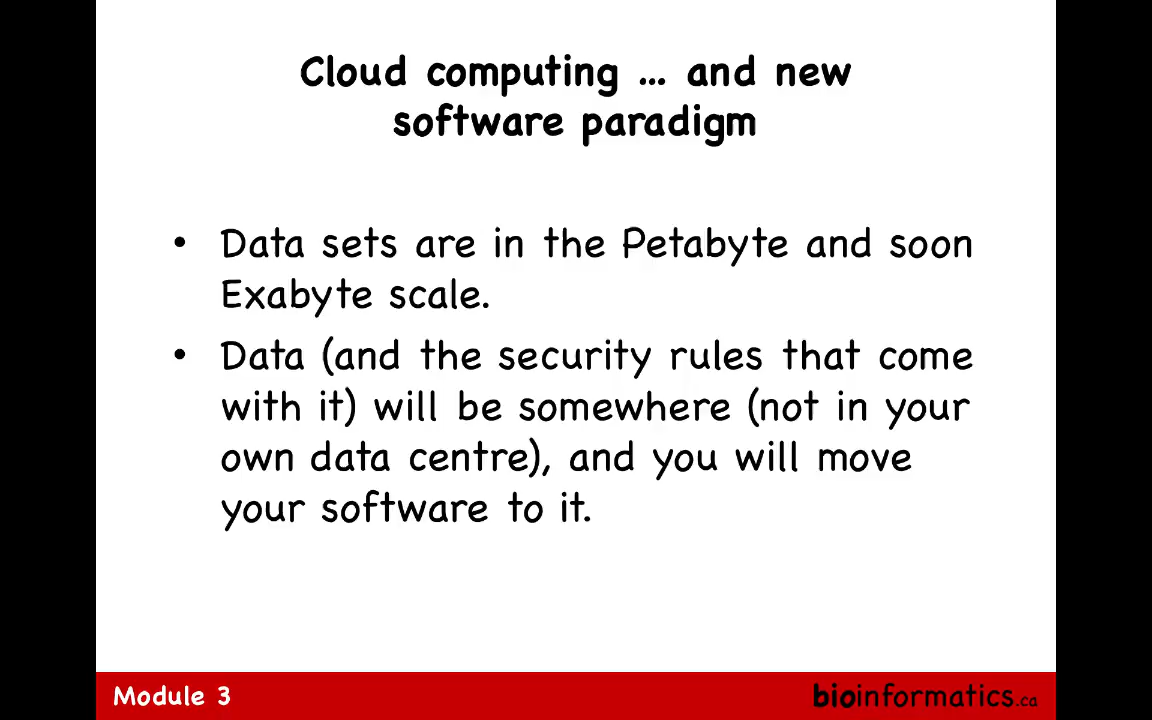 Cloud computing ... and new
software paradigm
• Data sets are in the Petabyte and soon
Exabyte scale.
• Data (and the security rules that come
with it) will be somewhere (not in your
own data centre), and you will move
your software to it.
Module 3
bioinformatics.ca